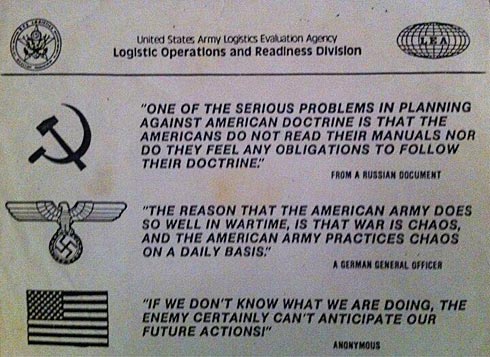 United States Army Logistics Evaluation Agency
Logistic Operations and Readiness Division
LEA
"ONE OF THE SERIOUS PROBLEMS IN PLANNING
AGAINST AMERICAN DOCTRINE IS THAT THE
AMERICANS DO NOT READ THEIR MANUALS NOR
DO THEY FEEL ANY OBLIGATIONS TO FOLLOW
THEIR DOCTRINE."
FROM A RUSSIAN DOCUMENT
"THE REASON THAT THE AMERICAN ARMY DOES
SO WELL IN WARTIME, IS THAT WAR IS CHAOS,
AND THE AMERICAN ARMY PRACTICES CHAOS
ON A DAILY BASIS."
A GERMAN GENERAL OFFICER
"IF WE DON'T KNOW WHAT WE ARE DOING, THE
ENEMY CERTAINLY CAN'T ANTICIPATE OUR
FUTURE ACTIONS!"
ANONYMOUS